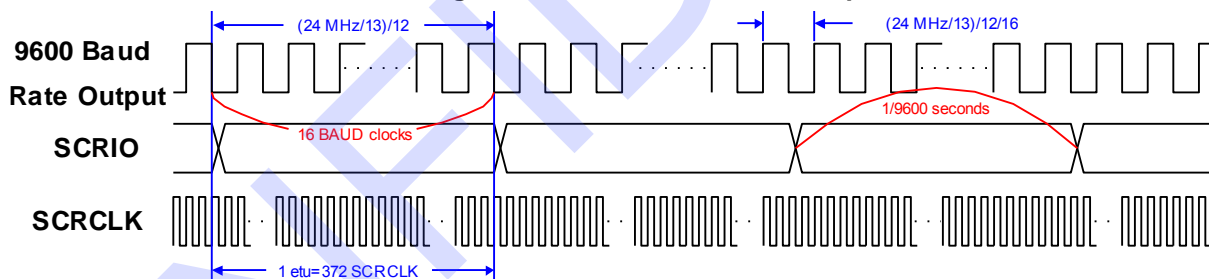 (24 MHz/13)/12
(24 MHz/13)/12/16
9600 Baud
Rate Output
16 BAUD clocks
1/9600 seconds
SCRIO
SCRCLK
1 etu=372 SCRCLK